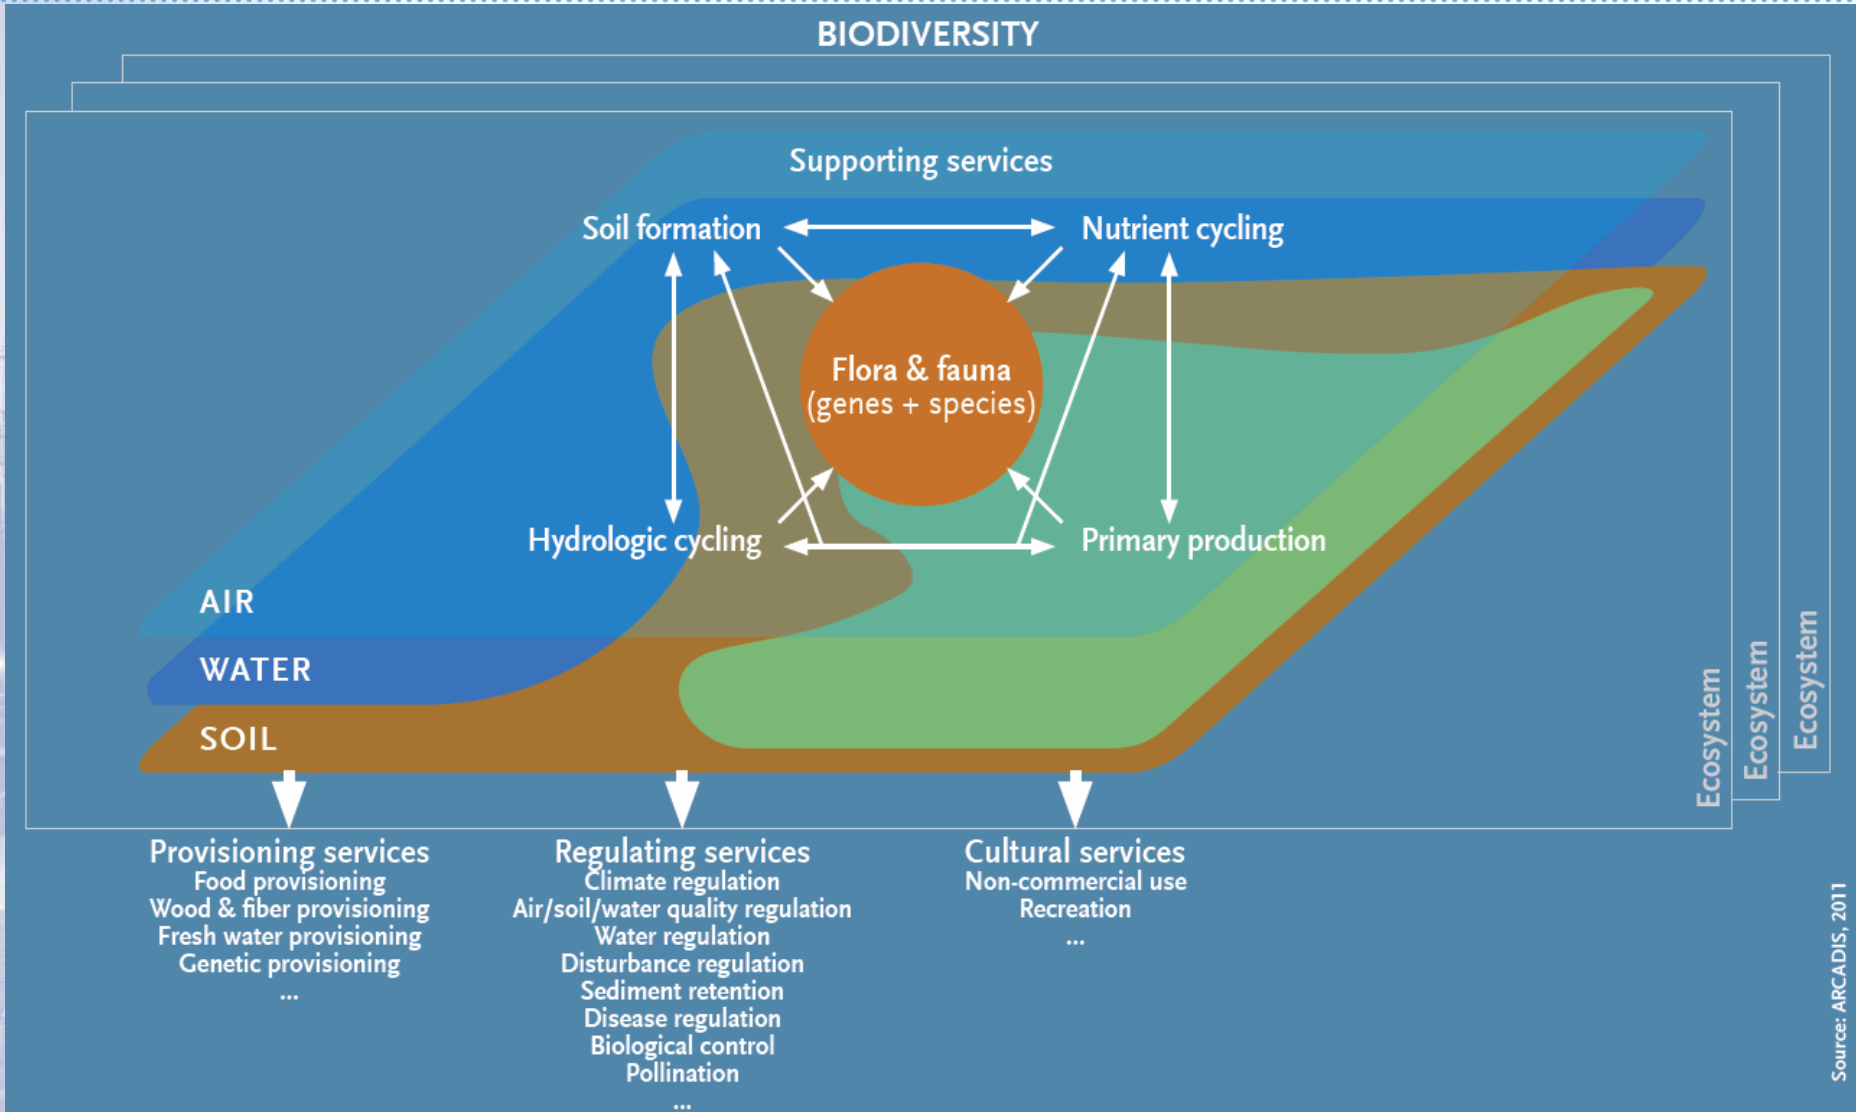 BIODIVERSITY
Supporting services
Soil formation
Nutrient cycling
Flora & fauna
(genes + species)
Hydrologic cycling
Primary production
AIR
WATER
SOIL
Ecosystem
Ecosystem
Ecosystem
Provisioning services
Food provisioning
Wood & fiber provisioning
Fresh water provisioning
Genetic provisioning
...
Regulating services
Climate regulation
Air/soil/water quality regulation
Water regulation
Disturbance regulation
Sediment retention
Disease regulation
Biological control
Pollination
...
Cultural services
Non-commercial use
Recreation
...
Source: ARCADIS, 2011